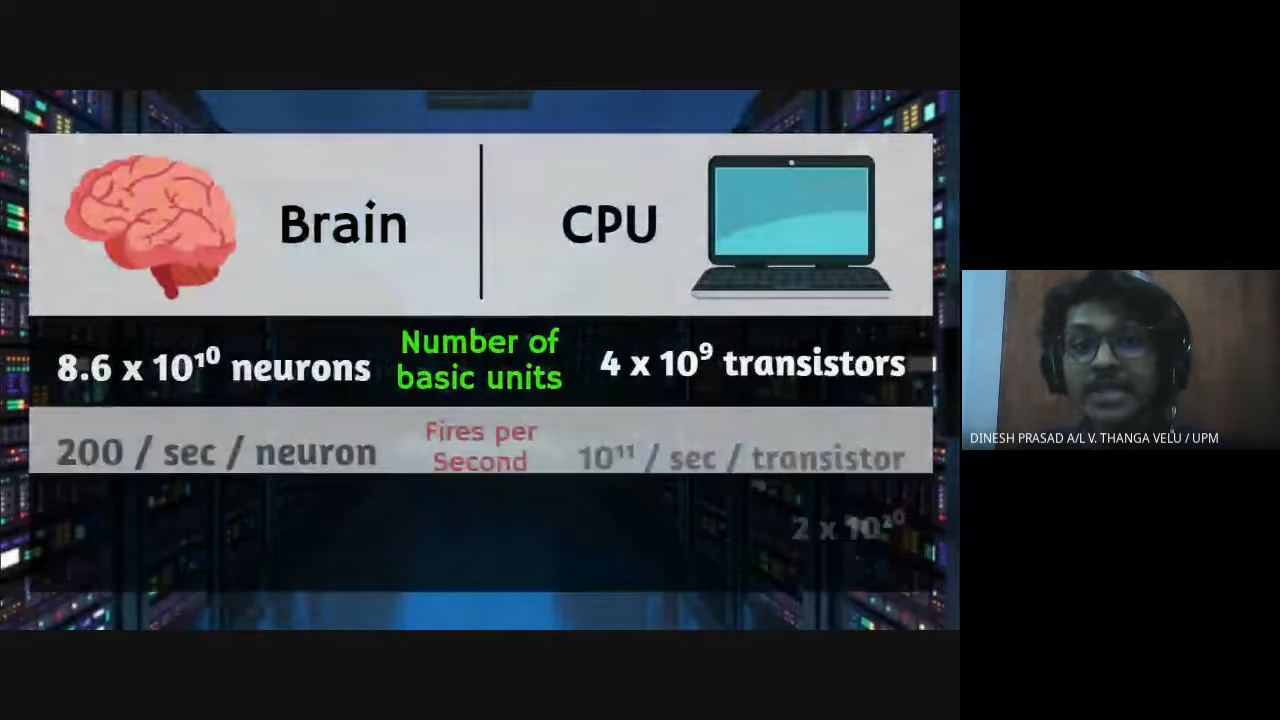 Brain
CPU
8.6 x 10¹⁰ neurons
Number of
basic units
4 x 10⁹ transistors
200 / sec / neuron
Fires per
Second
10¹¹ / sec / transistor
2 x 10²⁰
DINESH PRASAD A/L V. THANGA VELU / UPM